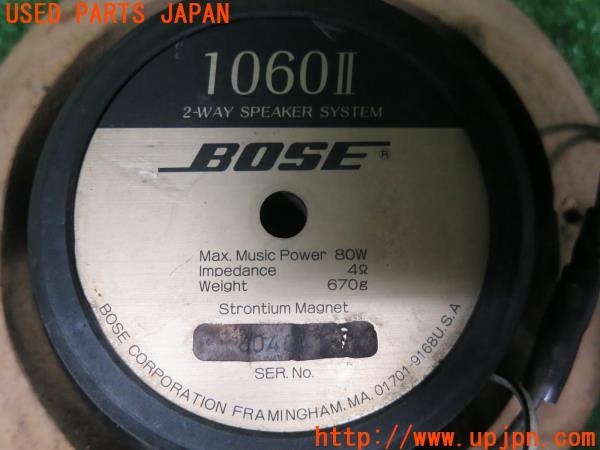 USED PARTS JAPAN
1060II
2-WAY SPEAKER SYSTEM
BOSE ®
Max. Music Power 80W
Impedance 4Ω
Weight 670g
Strontium Magnet
SER. No.
BOSE CORPORATION FRAMINGHAM. MA. 01701-9168 U.S.A
http://www.upjpn.com